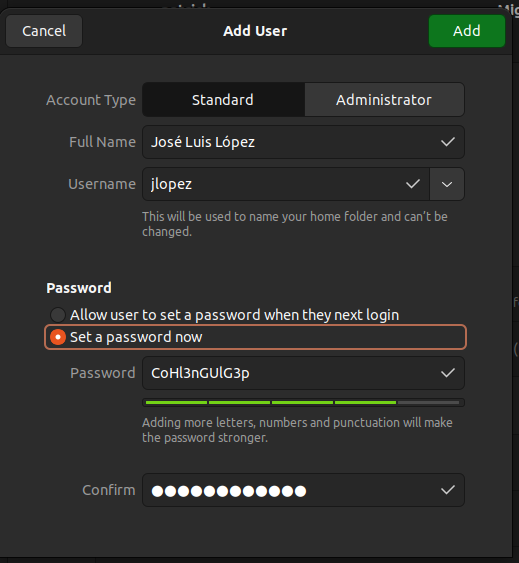 Cancel
Add User
Add
Account Type
Standard
Administrator
Full Name
José Luis López
Username
jlopez
This will be used to name your home folder and can't be
changed.
Password
Allow user to set a password when they next login
Set a password now
Password
CoHl3nGUlG3p
Adding more letters, numbers and punctuation will make
the password stronger.
Confirm
●●●●●●●●●●●●